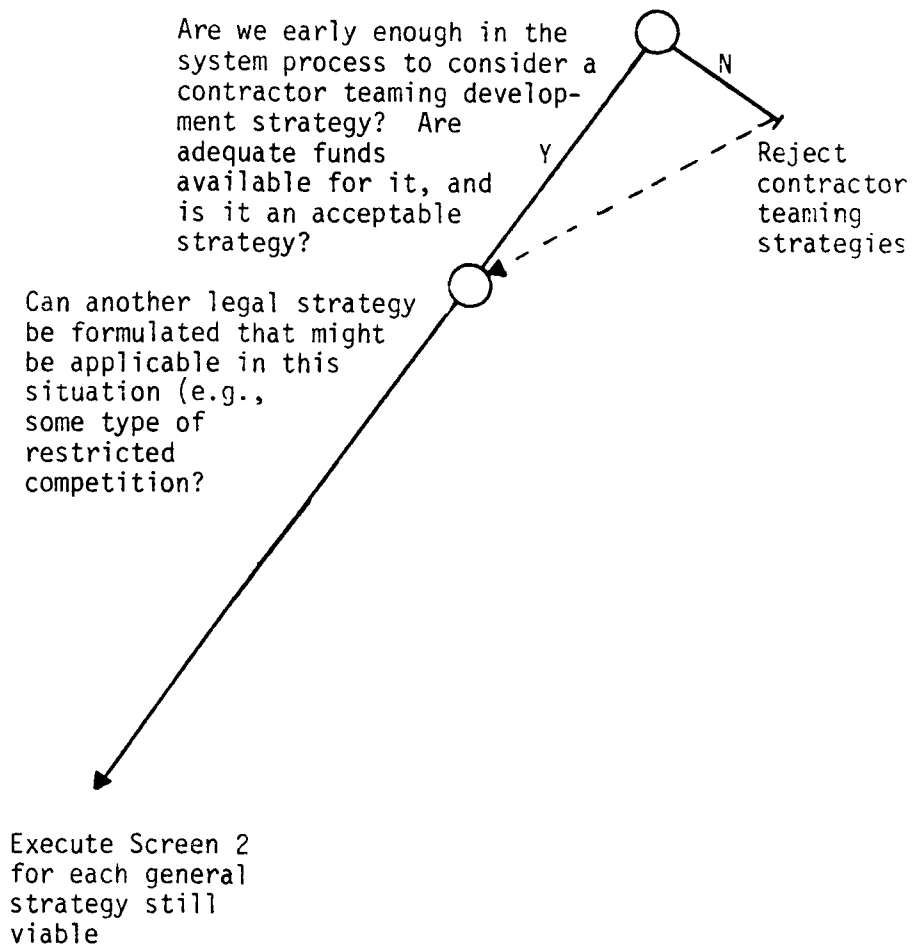 Are we early enough in the
system process to consider a
contractor teaming develop-
ment strategy? Are
adequate funds
available for it, and
is it an acceptable
strategy?
N
Y
Reject
contractor
teaming
strategies
Can another legal strategy
be formulated that might
be applicable in this
situation (e.g.,
some type of
restricted
competition?
Execute Screen 2
for each general
strategy still
viable